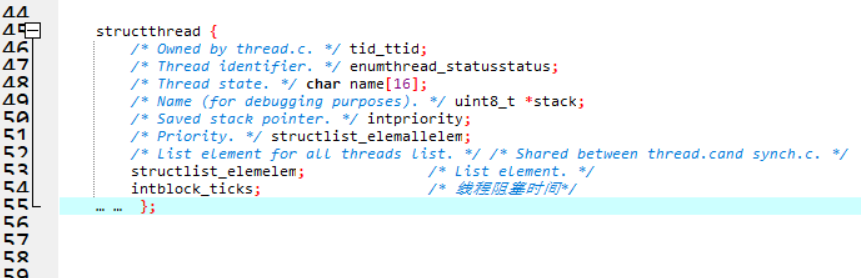 44
45 structthread {
46 /* Owned by thread.c. */ tid_ttid;
47 /* Thread identifier. */ enumthread_statusstatus;
48 /* Thread state. */ char name[16];
49 /* Name (for debugging purposes). */ uint8_t *stack;
50 /* Saved stack pointer. */ intpriority;
51 /* Priority. */ structlist_elemallelem;
52 /* List element for all threads list. */ /* Shared between thread.cand synch.c. */
53 structlist_elemelem; /* List element. */
54 intblock_ticks; /* 线程阻塞时间*/
55 … … };
56
57
58
59